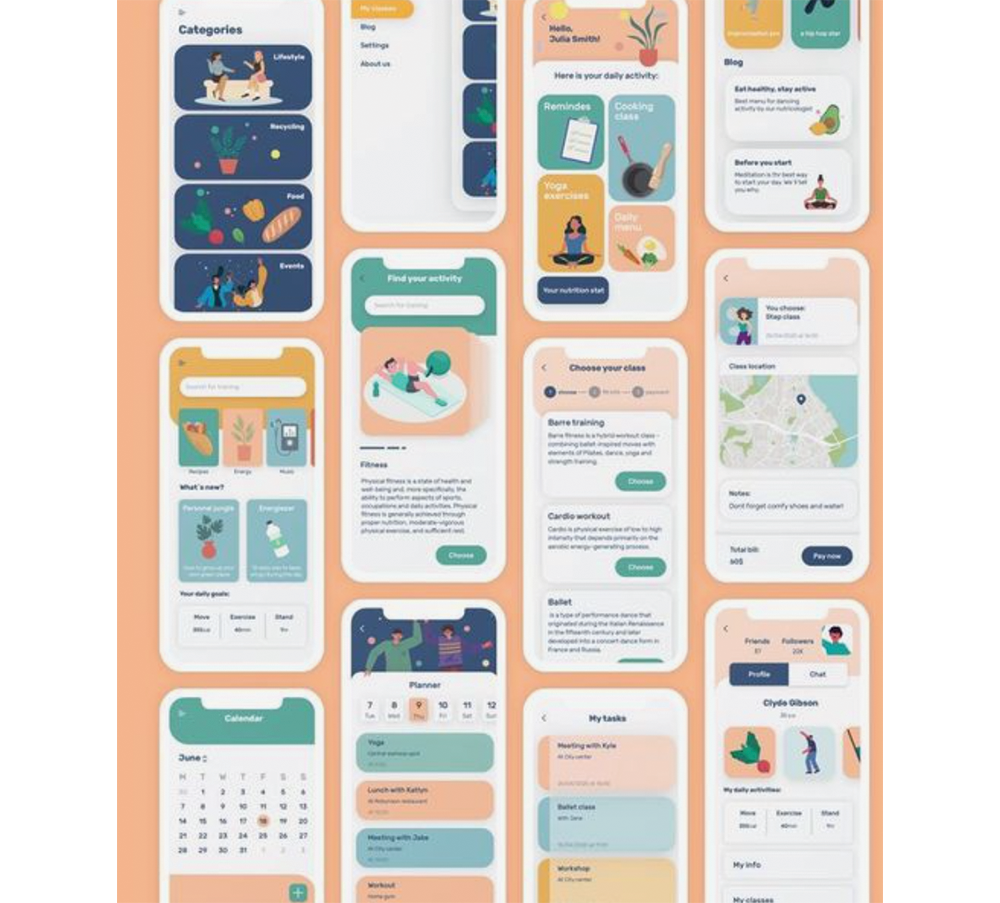 Categories
Lifestyle
Recycling
Food
Events
Search for training
Recipes
Energy
Music
What's new?
Personal jungle
Energizer
Your daily goals:
Move
Exercise
Stand
Calendar
June
M T W T F S S
30 1 2 3 4 5 6
7 8 9 10 11 12 13
14 15 16 17 18 19 20
21 22 23 24 25 26 27
28 29 30 31 1 2 3
My classes
Blog
Settings
About us
Find your activity
Search for training
Fitness
Physical fitness is a state of health and
well-being and, more specifically, the
ability to perform aspects of sports,
occupations and daily activities. Physical
fitness is generally achieved through
proper nutrition, moderate-vigorous
physical exercise, and sufficient rest.
Choose
Planner
7 8 9 10 11 12
Tue Wed Thu Fri Sat Sun
Yoga
Lunch with Katlyn
At Robinson restaurant
Meeting with Jake
At City center
Workout
Home gym
Hello,
Julia Smith!
Here is your daily activity:
Remindes
Cooking
class
Yoga
exercises
Daily
menu
Your nutrition stat
Choose your class
1 choose 2 3 payment
Barre training
Barre fitness is a hybrid workout class -
combining ballet-inspired moves with
elements of Pilates, dance, yoga and
strength training.
Choose
Cardio workout
Cardio is physical exercise of low to high
intensity that depends primarily on the
aerobic energy-generating process.
Choose
Ballet
is a type of performance dance that
originated during the Italian Renaissance
in the fifteenth century and later
developed into a concert dance form in
France and Russia.
My tasks
Meeting with Kyle
At City center
Ballet class
with Jane
Workshop
At City center
a hip hop star
Blog
Eat healthy, stay active
Best menu for dancing
activity by our nutriciologist
Before you start
Meditation is the best way
to start your day. We'll tell
you why.
You choose:
Step class
Class location
Notes:
Dont forget comfy shoes and water!
Total bill:
60$
Pay now
Friends
Followers
Profile
Chat
Clyde Gibson
My daily activities:
Move
Exercise
Stand
My info
My classes